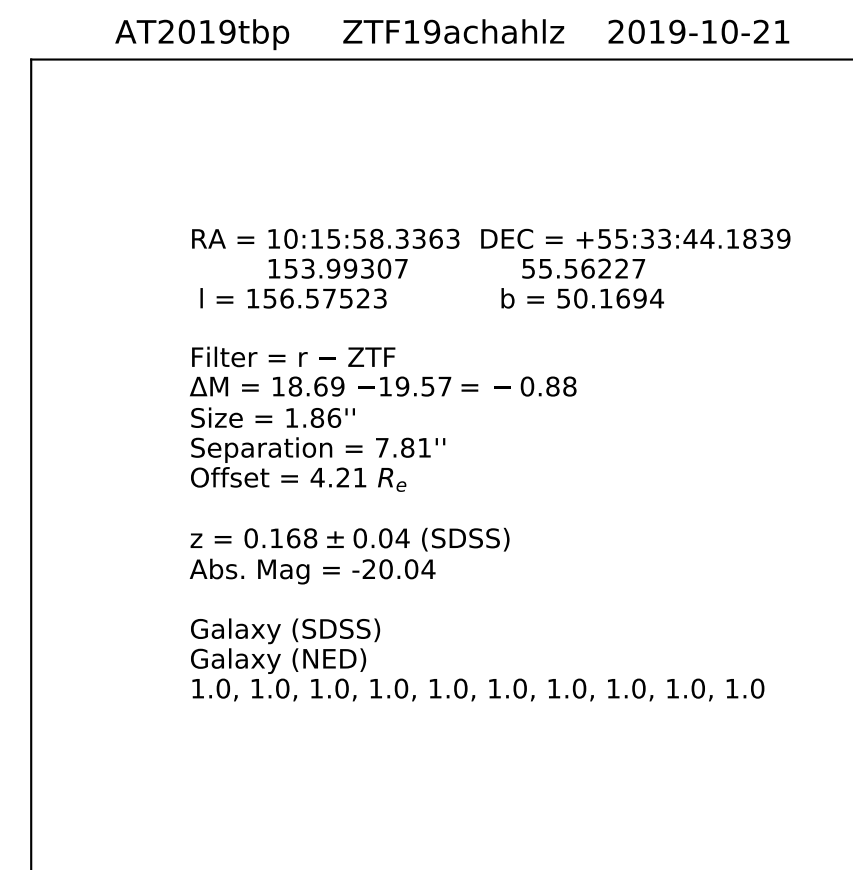 AT2019tbp ZTF19achahlz 2019-10-21
RA = 10:15:58.3363 DEC = +55:33:44.1839
153.99307 55.56227
l = 156.57523 b = 50.1694
Filter = r − ZTF
ΔM = 18.69 −19.57 = − 0.88
Size = 1.86''
Separation = 7.81''
Offset = 4.21 Rₑ
z = 0.168 ± 0.04 (SDSS)
Abs. Mag = -20.04
Galaxy (SDSS)
Galaxy (NED)
1.0, 1.0, 1.0, 1.0, 1.0, 1.0, 1.0, 1.0, 1.0, 1.0